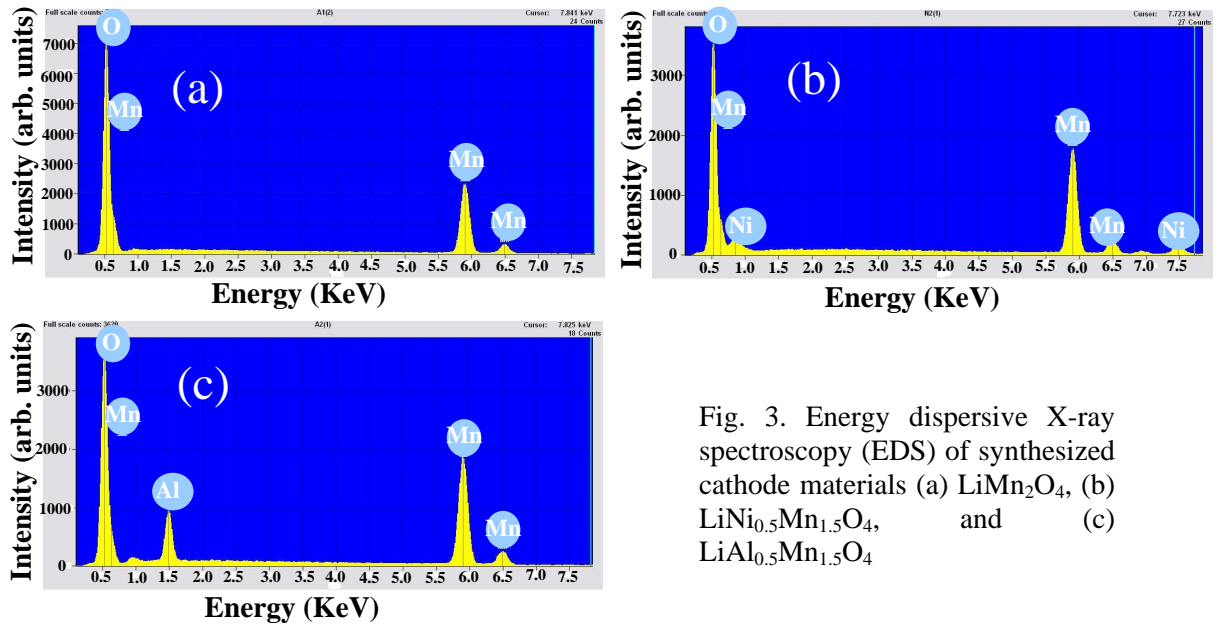 A1(2) Cursor: 7.841 keV
24 Counts
Intensity (arb. units)
7000
6000
5000
4000
3000
2000
1000
0
O
Mn
(a)
Mn
Mn
0.5 1.0 1.5 2.0 2.5 3.0 3.5 4.0 4.5 5.0 5.5 6.0 6.5 7.0 7.5
Energy (KeV)
Full scale counts: N2(1) Cursor: 7.723 keV
27 Counts
Intensity (arb. units)
3000
2000
1000
0
O
Mn
Ni
(b)
Mn
Mn
Ni
0.5 1.0 1.5 2.0 2.5 3.0 3.5 4.0 4.5 5.0 5.5 6.0 6.5 7.0 7.5
Energy (KeV)
Full scale counts: 3620 A2(1) Cursor: 7.825 keV
18 Counts
Intensity (arb. units)
3000
2000
1000
0
O
Mn
Al
(c)
Mn
Mn
0.5 1.0 1.5 2.0 2.5 3.0 3.5 4.0 4.5 5.0 5.5 6.0 6.5 7.0 7.5
Energy (KeV)
Fig. 3. Energy dispersive X-ray
spectroscopy (EDS) of synthesized
cathode materials (a) LiMn₂O₄, (b)
LiNi₀.₅Mn₁.₅O₄, and (c)
LiAl₀.₅Mn₁.₅O₄